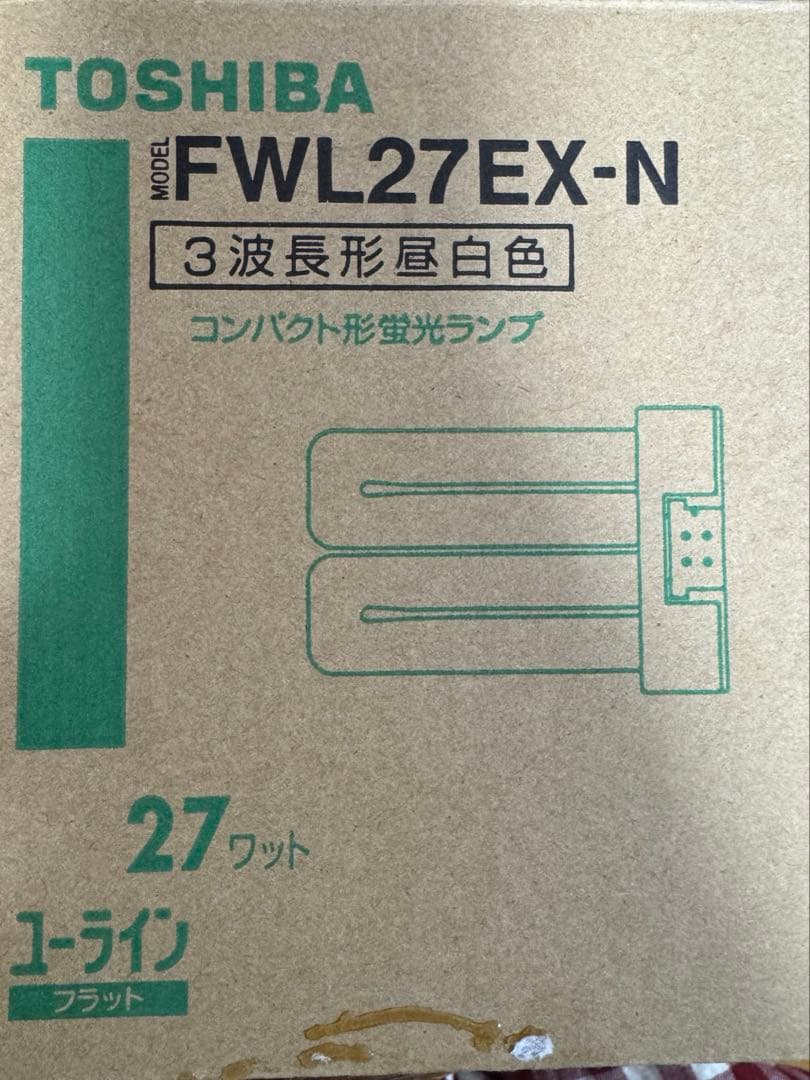 TOSHIBA
MODEL FWL27EX-N
3波長形昼白色
コンパクト形蛍光ランプ
27ワット
ユーライン
フラット